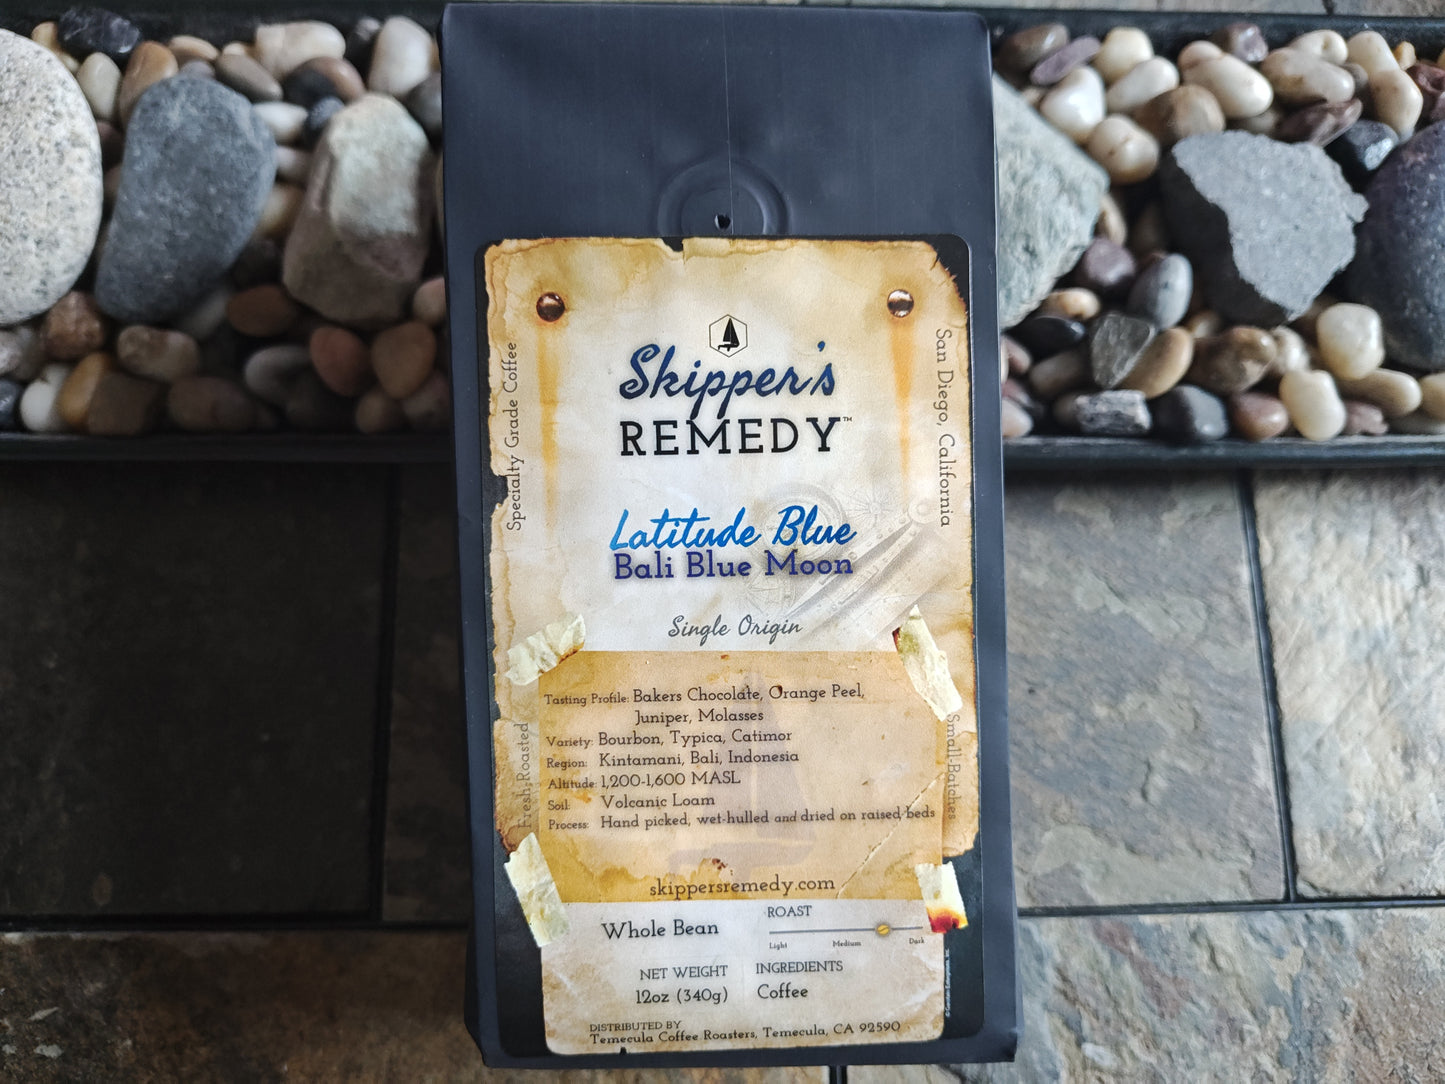 Skipper's
REMEDY™
Specialty Grade Coffee
San Diego, California
Latitude Blue
Bali Blue Moon
Single Origin
Fresh-Roasted
Small-Batches
Tasting Profile: Bakers Chocolate, Orange Peel,
Juniper, Molasses
Variety: Bourbon, Typica, Catimor
Region: Kintamani, Bali, Indonesia
Altitude: 1,200-1,600 MASL
Soil: Volcanic Loam
Process: Hand picked, wet-hulled and dried on raised beds
skippersremedy.com
Whole Bean
ROAST
Light Medium Dark
NET WEIGHT
12oz (340g)
INGREDIENTS
Coffee
DISTRIBUTED BY
Temecula Coffee Roasters, Temecula, CA 92590